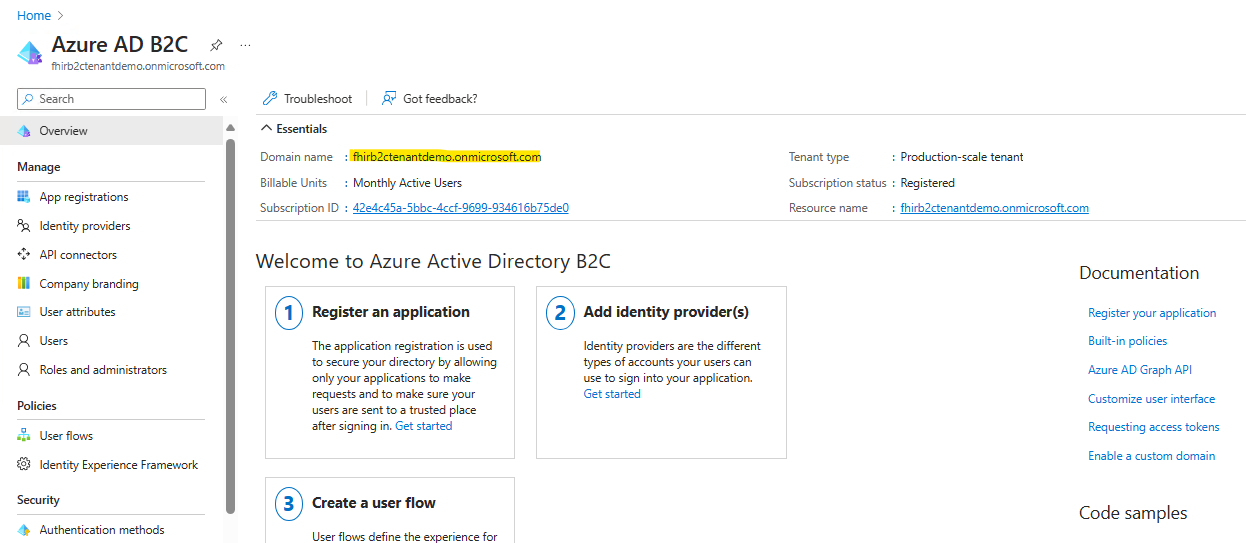 Home
Azure AD B2C
fhirb2ctenantdemo.onmicrosoft.com
Search
Overview
Manage
App registrations
Identity providers
API connectors
Company branding
User attributes
Users
Roles and administrators
Policies
User flows
Identity Experience Framework
Security
Authentication methods
Troubleshoot Got feedback?
Essentials
Domain name : fhirb2ctenantdemo.onmicrosoft.com
Billable Units : Monthly Active Users
Subscription ID : 42e4c45a-5bbc-4ccf-9699-934616b75de0
Tenant type : Production-scale tenant
Subscription status : Registered
Resource name : fhirb2ctenantdemo.onmicrosoft.com
Welcome to Azure Active Directory B2C
1 Register an application
The application registration is used
to secure your directory by allowing
only your applications to make
requests and to make sure your
users are sent to a trusted place
after signing in. Get started
2 Add identity provider(s)
Identity providers are the different
types of accounts your users can
use to sign into your application.
Get started
3 Create a user flow
User flows define the experience for
Documentation
Register your application
Built-in policies
Azure AD Graph API
Customize user interface
Requesting access tokens
Enable a custom domain
Code samples